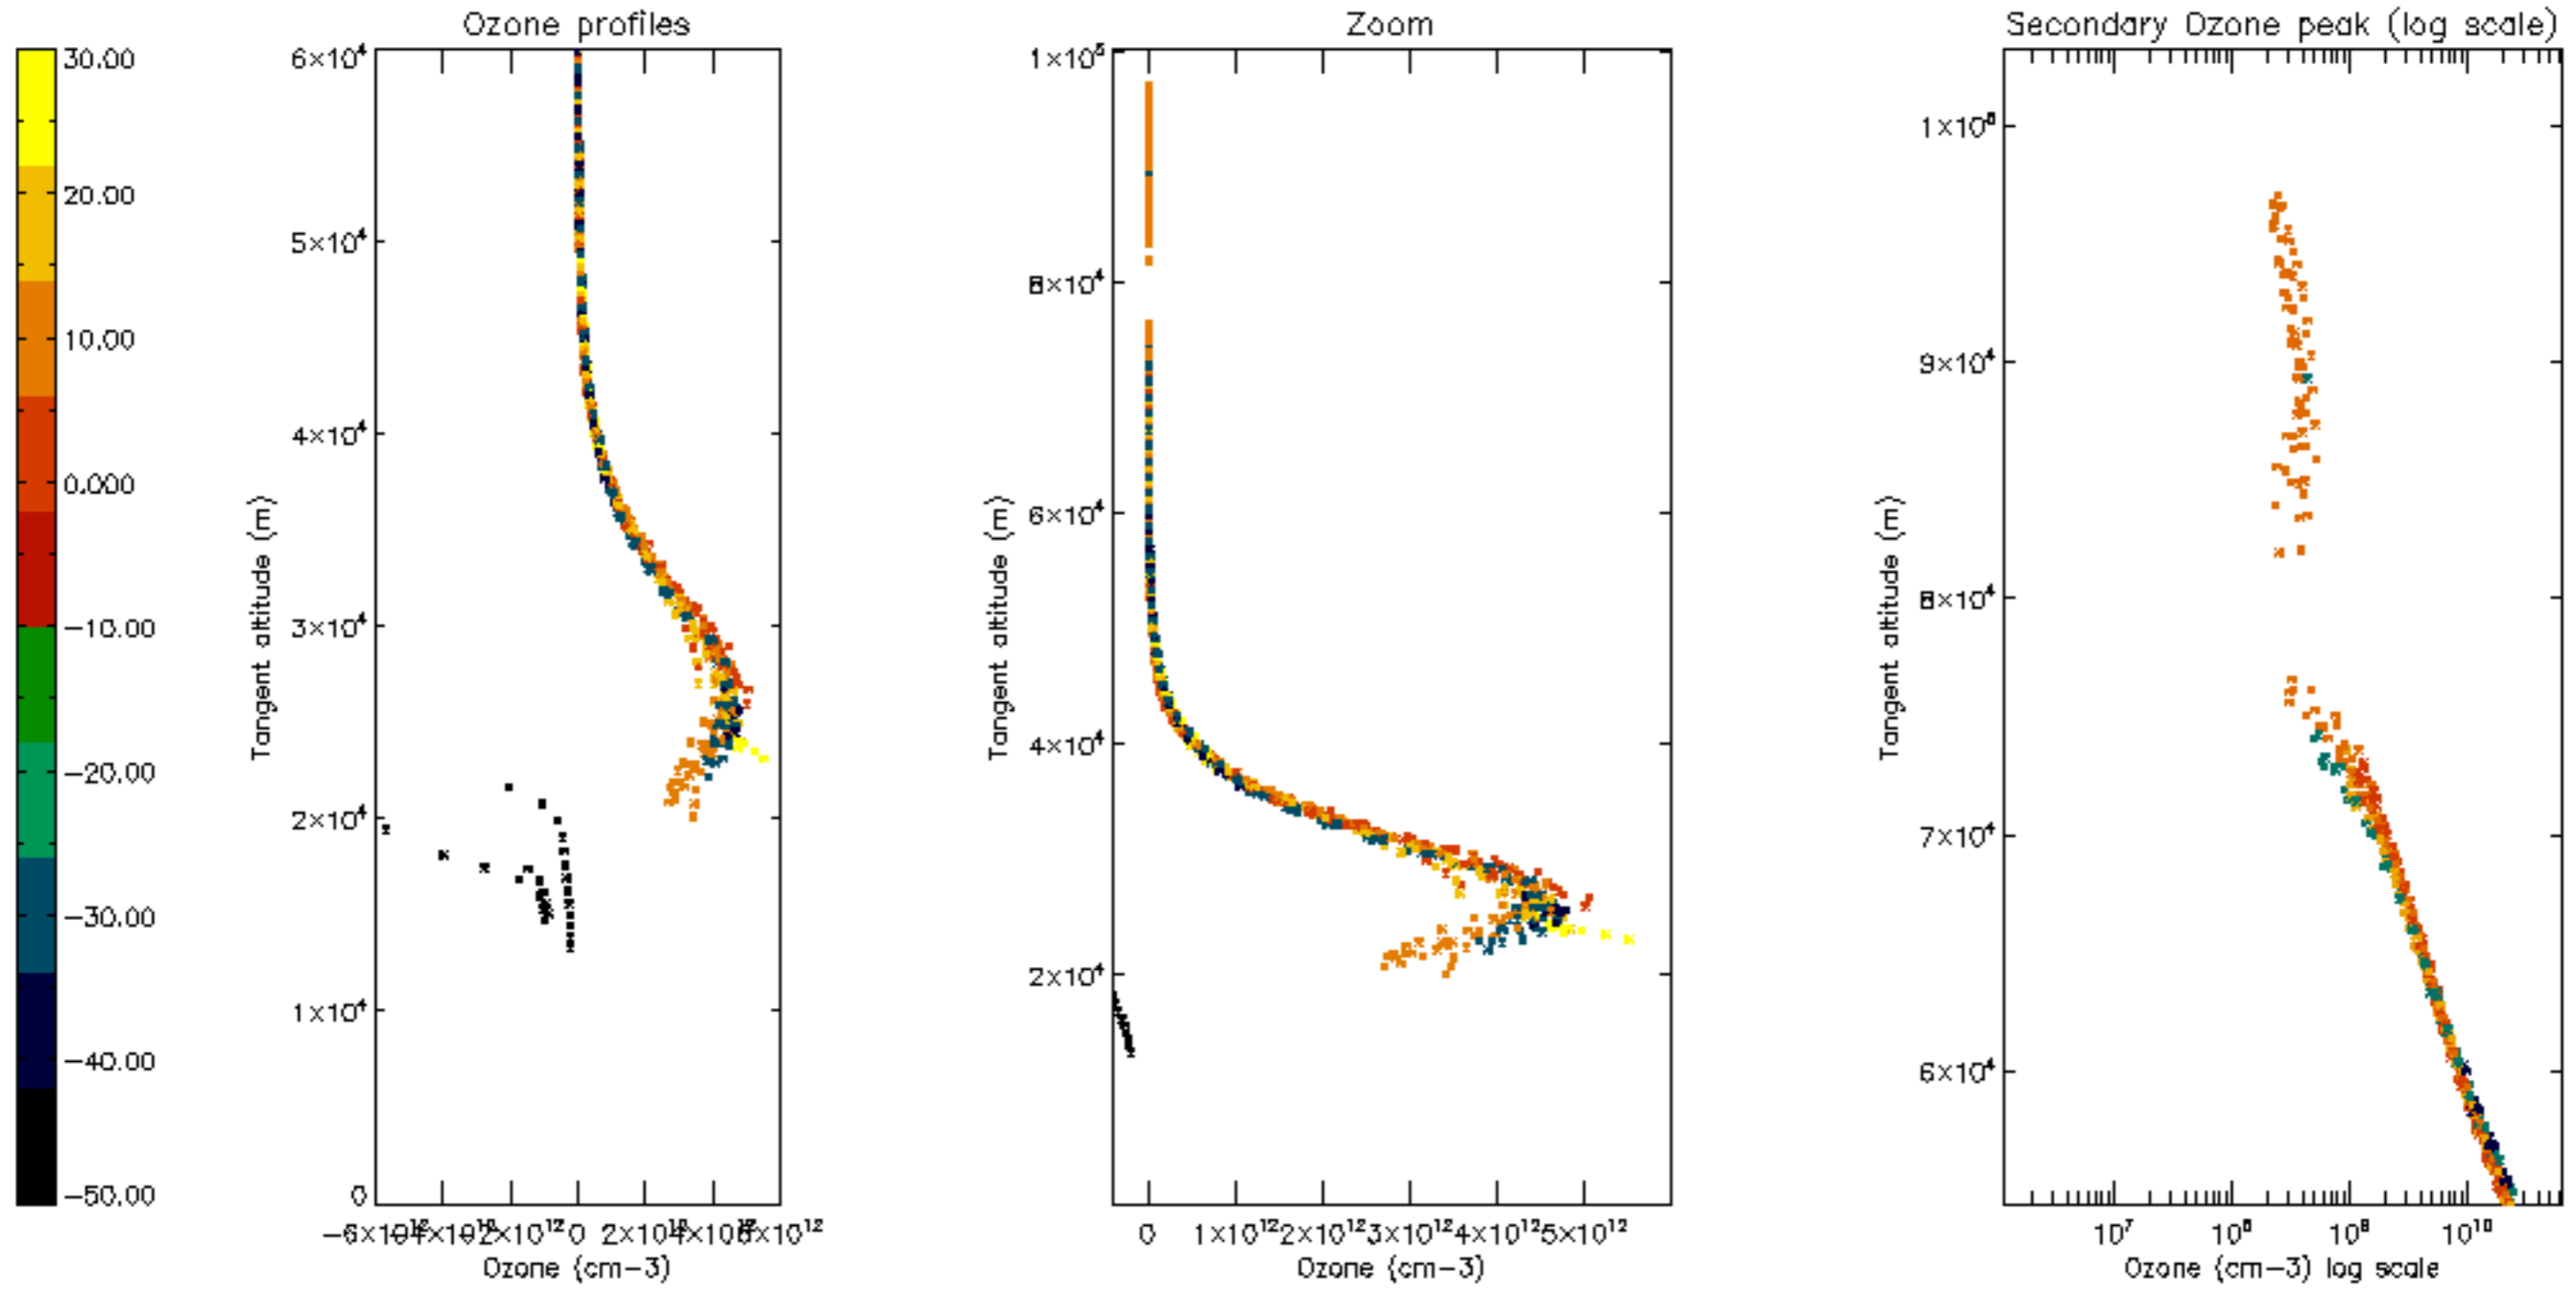 Ozone profiles
Zoom
Secondary Ozone peak (log scale)
30.00
20.00
10.00
0.000
-10.00
-20.00
-30.00
-40.00
-50.00
6×10⁴
5×10⁴
4×10⁴
3×10⁴
2×10⁴
1×10⁴
0
Tangent altitude (m)
-2×10¹² 0
Ozone (cm-3)
1×10⁵
8×10⁴
6×10⁴
4×10⁴
2×10⁴
Tangent altitude (m)
0 1×10¹² 2×10¹² 3×10¹² 4×10¹² 5×10¹²
Ozone (cm-3)
9×10⁴
8×10⁴
7×10⁴
6×10⁴
Tangent altitude (m)
10⁷ 10⁸ 10⁹ 10¹⁰
Ozone (cm-3) log scale